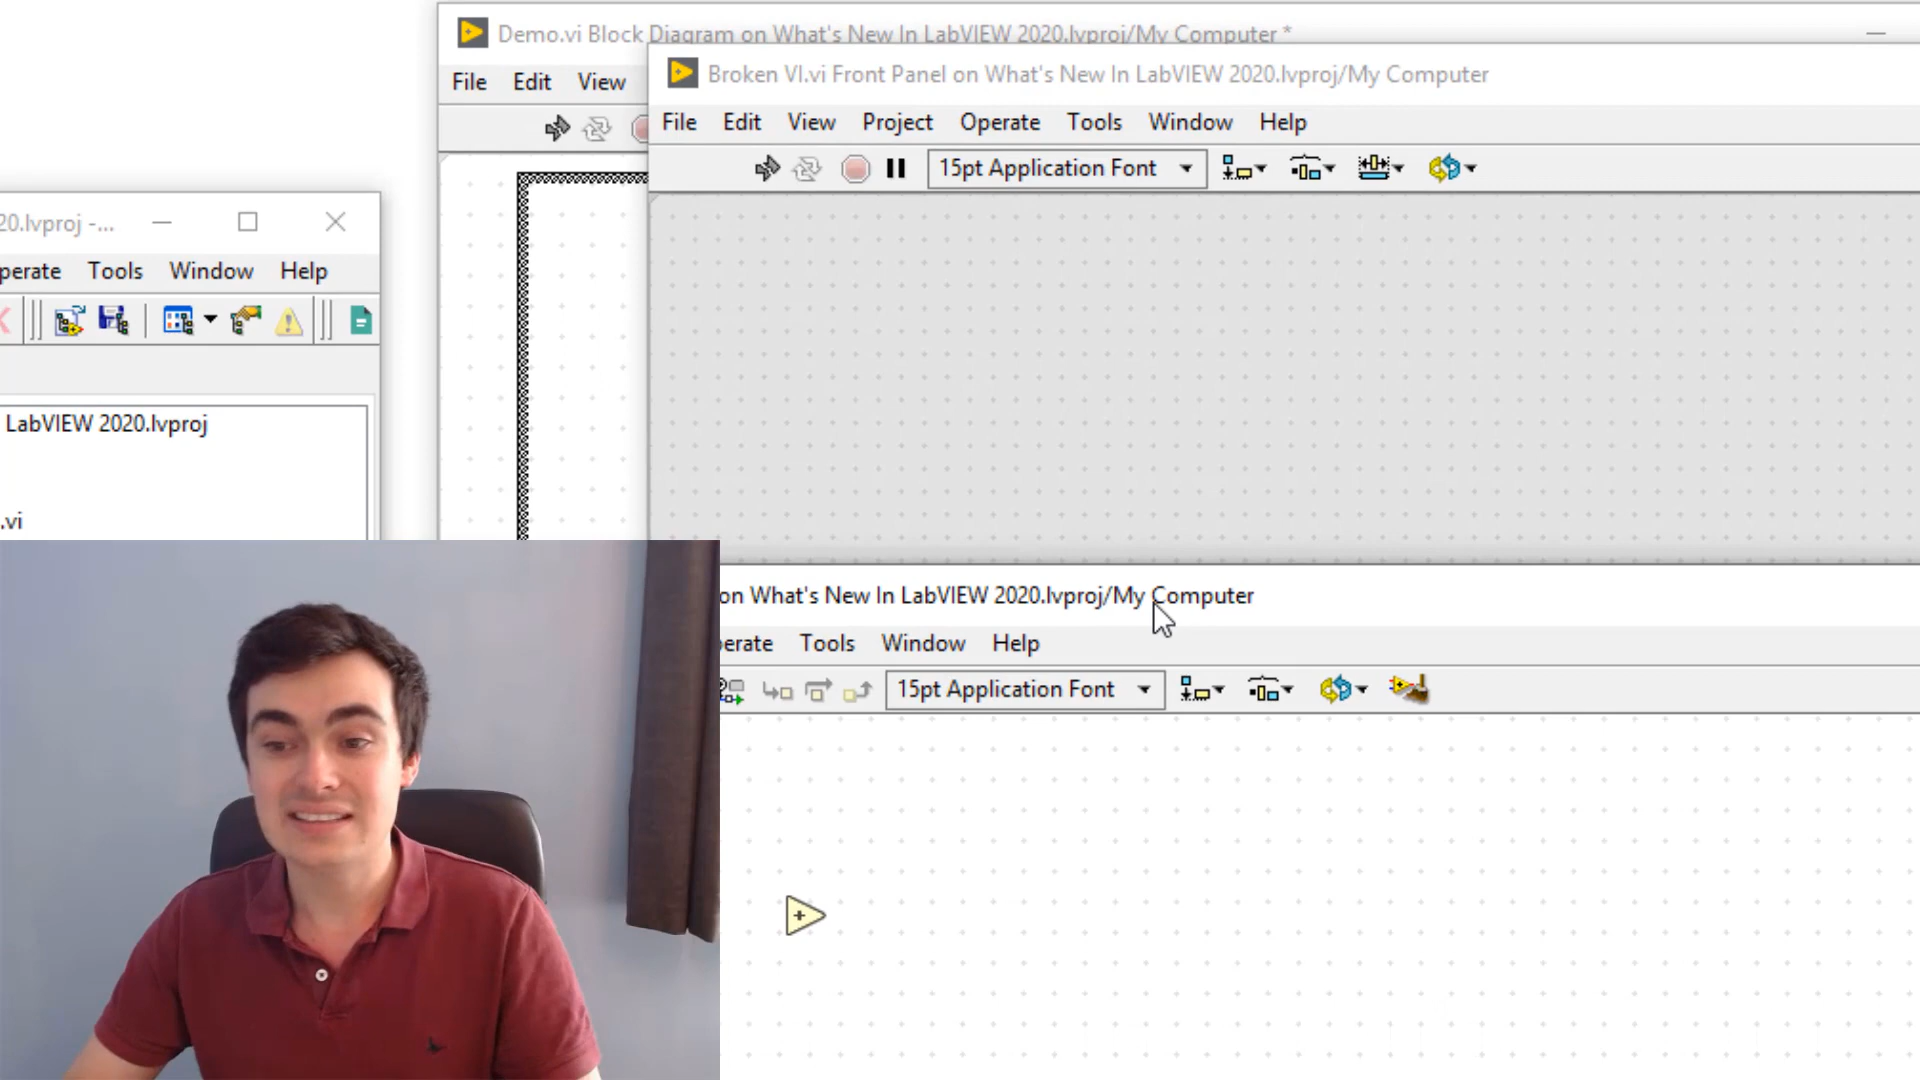 Demo.vi Block Diagram on What's New In LabVIEW 2020.lvproj/My Computer *
File Edit View
Broken VI.vi Front Panel on What's New In LabVIEW 2020.lvproj/My Computer
File Edit View Project Operate Tools Window Help
15pt Application Font
20.lvproj -...
perate Tools Window Help
LabVIEW 2020.lvproj
.vi
on What's New In LabVIEW 2020.lvproj/My Computer
perate Tools Window Help
15pt Application Font